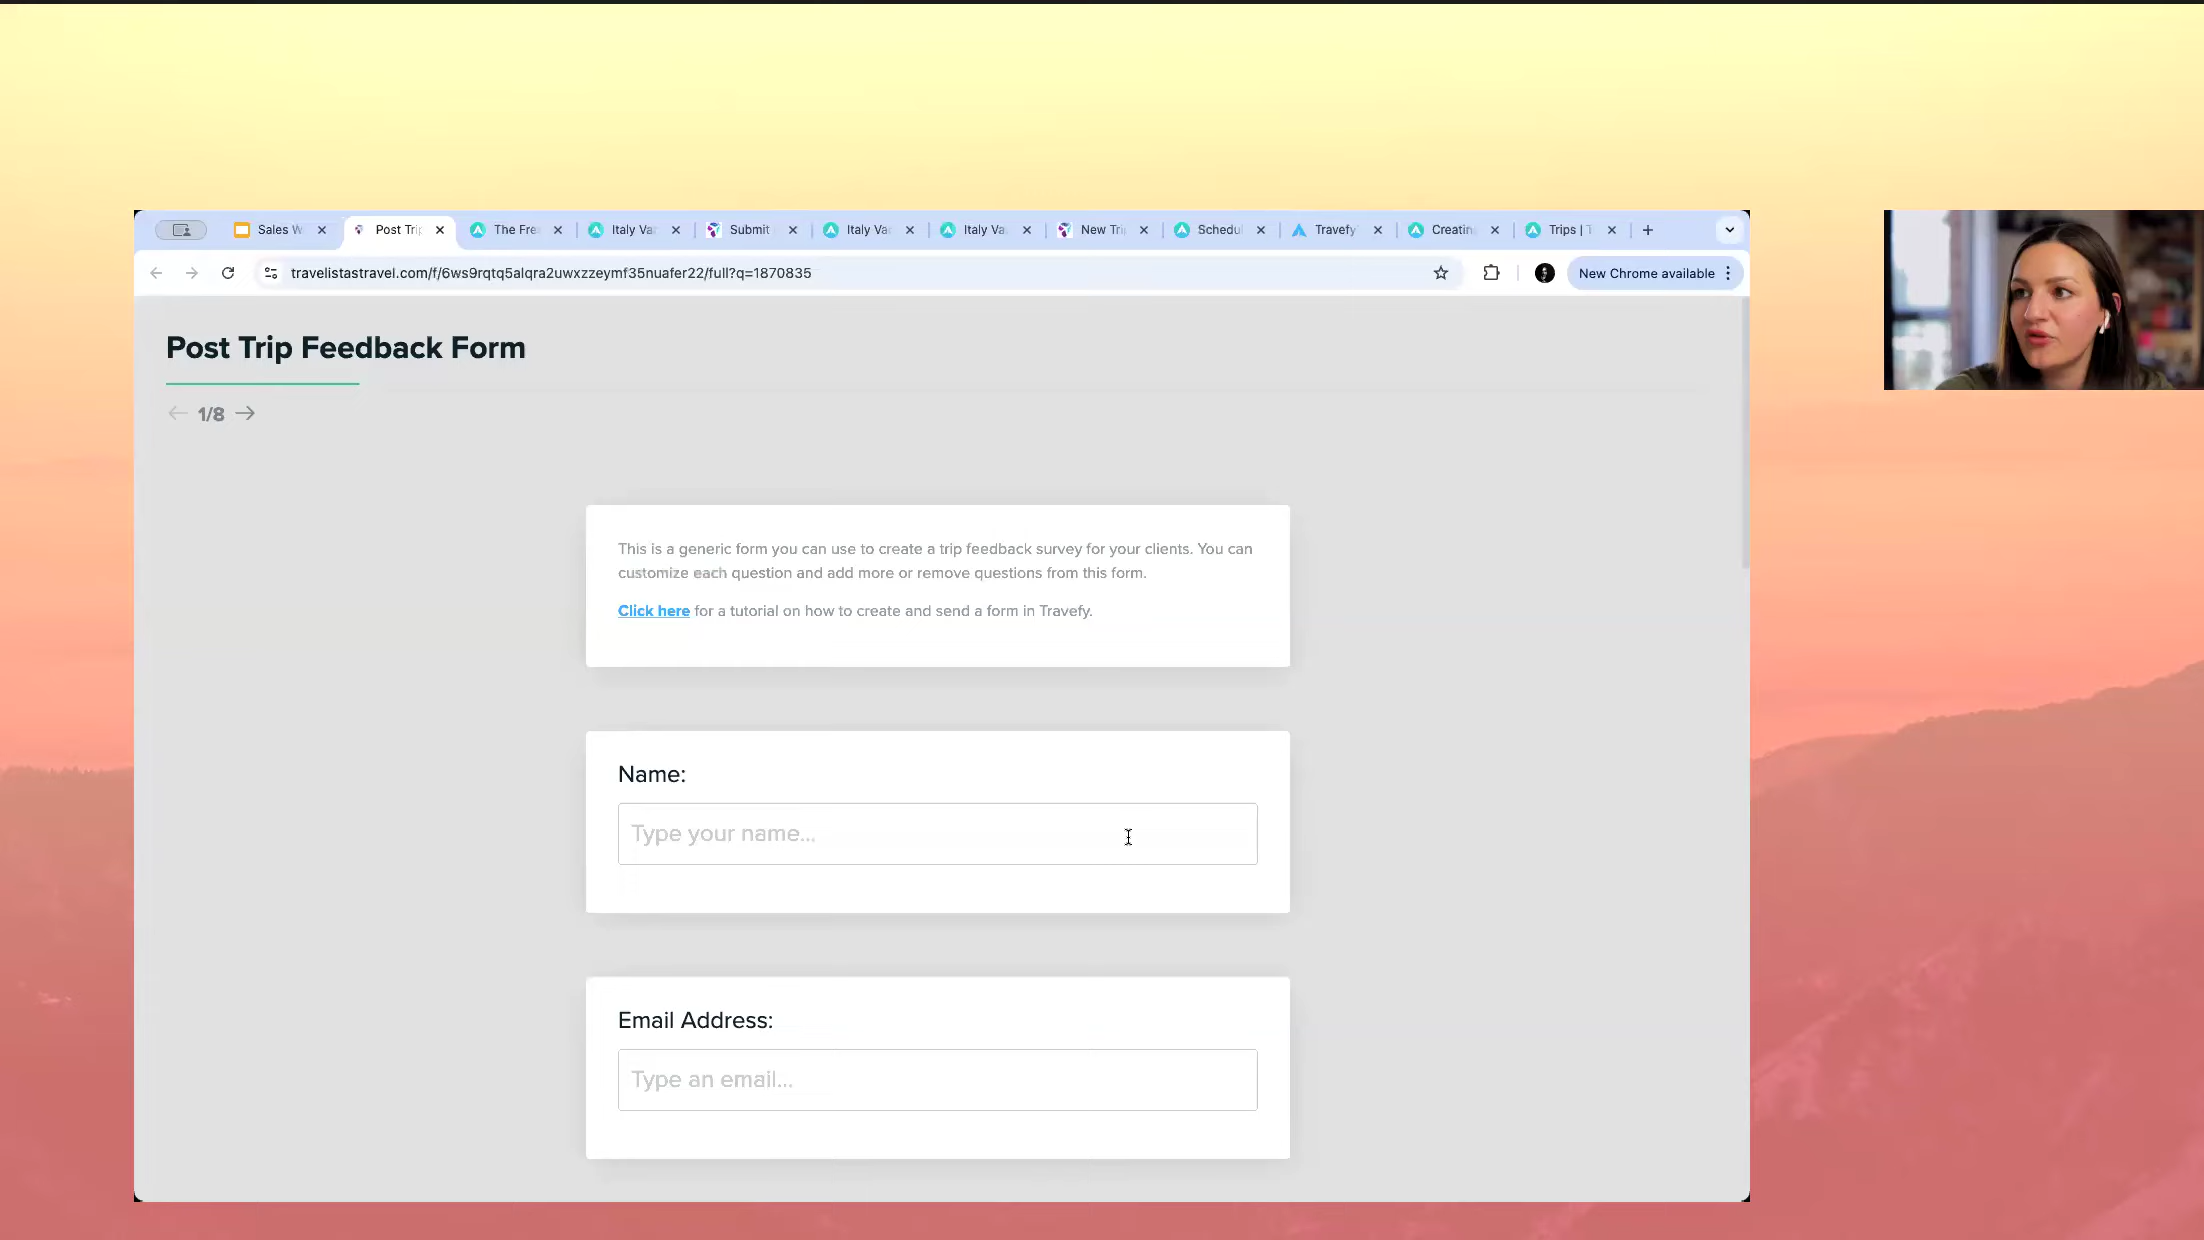 Sales W
Post Tri
The Fre
Italy Va
Submit
Italy Va
Italy Va
New Tri
Schedul
Travefy
Creatin
Trips | T
travelistastravel.com/f/6ws9rqtq5alqra2uwxzzeymf35nuafer22/full?q=1870835
New Chrome available
Post Trip Feedback Form
1/8
This is a generic form you can use to create a trip feedback survey for your clients. You can
customize each question and add more or remove questions from this form.
Click here for a tutorial on how to create and send a form in Travefy.
Name:
Type your name...
Email Address:
Type an email...